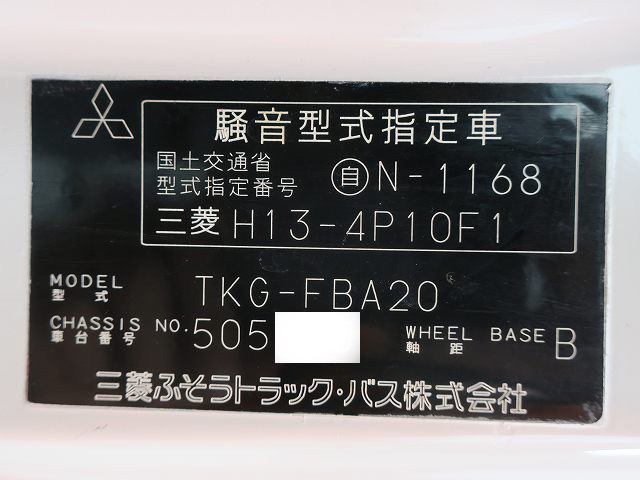 騒音型式指定車
国土交通省
型式指定番号 自N-1168
三菱 H13-4P10F1
MODEL
型式 TKG-FBA20
CHASSIS NO. 505
車台番号
WHEEL BASE B
軸距
三菱ふそうトラック・バス株式会社